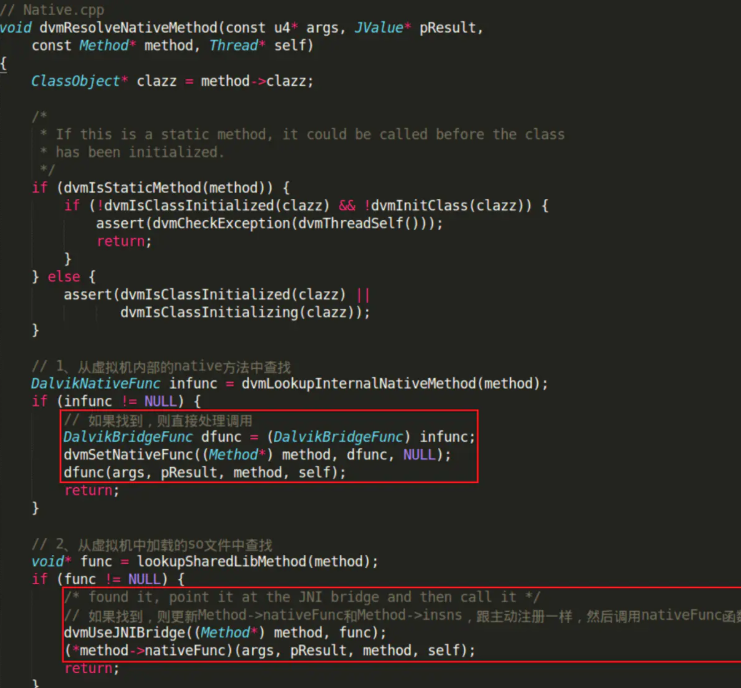 // Native.cpp
void dvmResolveNativeMethod(const u4* args, JValue* pResult,
    const Method* method, Thread* self)
{
    ClassObject* clazz = method->clazz;
    /*
     * If this is a static method, it could be called before the class
     * has been initialized.
     */
    if (dvmIsStaticMethod(method)) {
        if (!dvmIsClassInitialized(clazz) && !dvmInitClass(clazz)) {
            assert(dvmCheckException(dvmThreadSelf()));
            return;
        }
    } else {
        assert(dvmIsClassInitialized(clazz) ||
               dvmIsClassInitializing(clazz));
    }
    // 1、从虚拟机内部的native方法中查找
    DalvikNativeFunc infunc = dvmLookupInternalNativeMethod(method);
    if (infunc != NULL) {
        // 如果找到，则直接处理调用
        DalvikBridgeFunc dfunc = (DalvikBridgeFunc) infunc;
        dvmSetNativeFunc((Method*) method, dfunc, NULL);
        dfunc(args, pResult, method, self);
        return;
    }
    // 2、从虚拟机中加载的so文件中查找
    void* func = lookupSharedLibMethod(method);
    if (func != NULL) {
        /* found it, point it at the JNI bridge and then call it */
        // 如果找到，则更新Method->nativeFunc和Method->insns，跟主动注册一样，然后调用nativeFunc函
        dvmUseJNIBridge((Method*) method, func);
        (*method->nativeFunc)(args, pResult, method, self);
        return;
    }